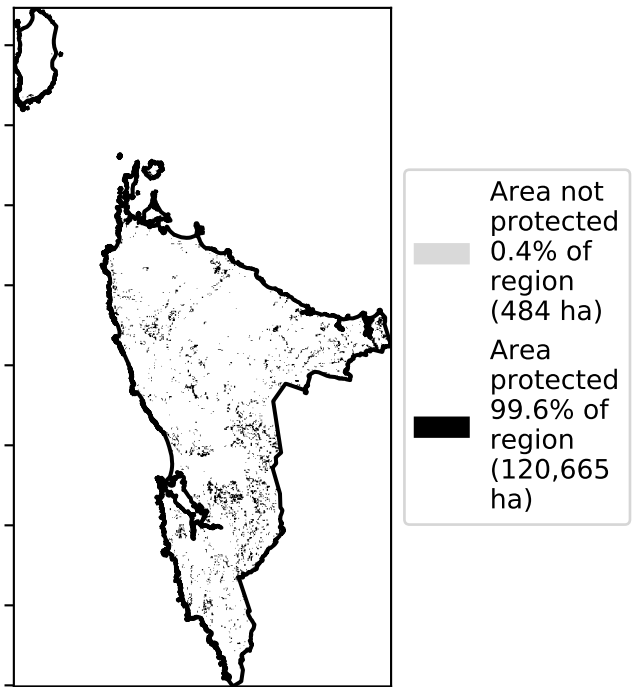 Area not
protected
0.4% of
region
(484 ha)
Area
protected
99.6% of
region
(120,665
ha)